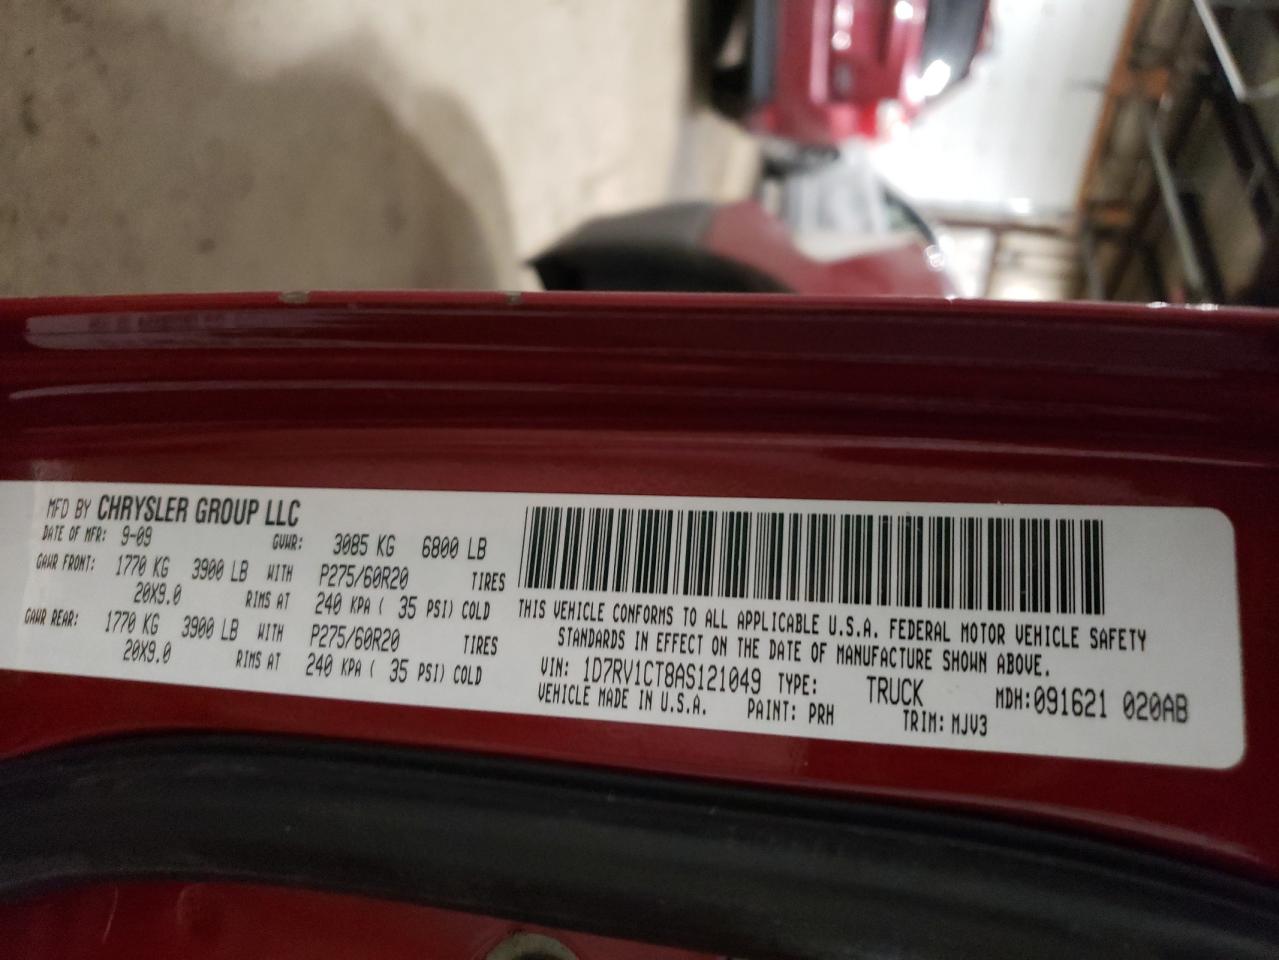 MFD BY CHRYSLER GROUP LLC
DATE OF MFR: 9-09 GVWR: 3085 KG 6800 LB
GAWR FRONT: 1770 KG 3900 LB WITH P275/60R20 TIRES
20X9.0 RIMS AT 240 KPA ( 35 PSI) COLD
GAWR REAR: 1770 KG 3900 LB WITH P275/60R20 TIRES
20X9.0 RIMS AT 240 KPA ( 35 PSI) COLD
THIS VEHICLE CONFORMS TO ALL APPLICABLE U.S.A. FEDERAL MOTOR VEHICLE SAFETY
STANDARDS IN EFFECT ON THE DATE OF MANUFACTURE SHOWN ABOVE.
VIN: 1D7RV1CT8AS121049 TYPE: TRUCK MDH:091621 020AB
VEHICLE MADE IN U.S.A. PAINT: PRH TRIM: MJV3